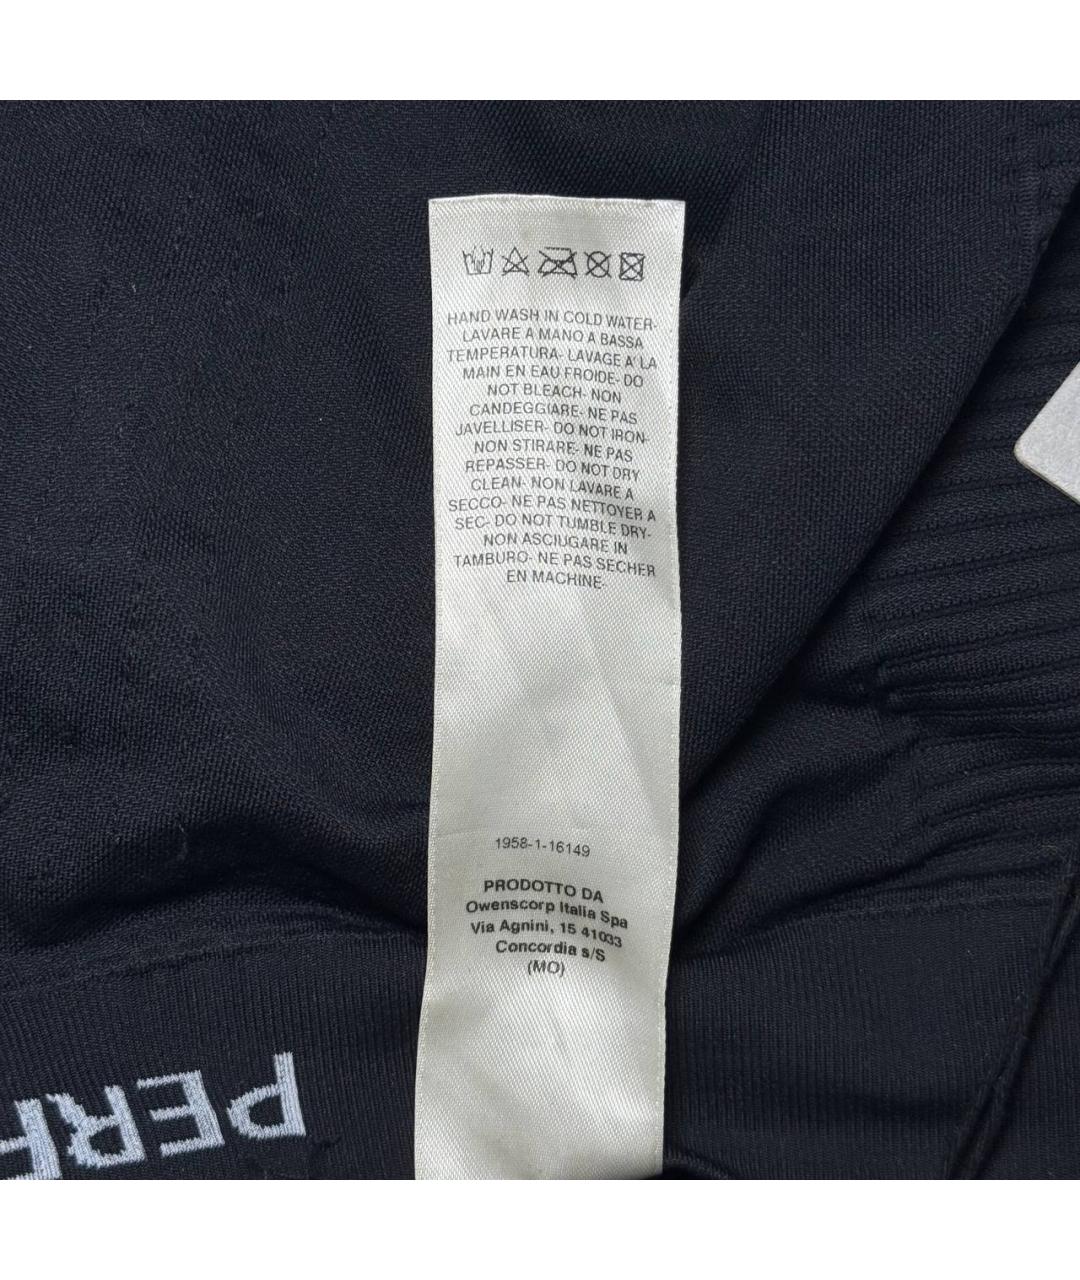 HAND WASH IN COLD WATER-
LAVARE A MANO A BASSA
TEMPERATURA- LAVAGE A' LA
MAIN EN EAU FROIDE- DO
NOT BLEACH- NON
CANDEGGIARE- NE PAS
JAVELLISER- DO NOT IRON-
NON STIRARE- NE PAS
REPASSER- DO NOT DRY
CLEAN- NON LAVARE A
SECCO- NE PAS NETTOYER A
SEC- DO NOT TUMBLE DRY-
NON ASCIUGARE IN
TAMBURO- NE PAS SECHER
EN MACHINE-
1958-1-16149
PRODOTTO DA
Owenscorp Italia Spa
Via Agnini, 15 41033
Concordia s/S
(MO)
PERF